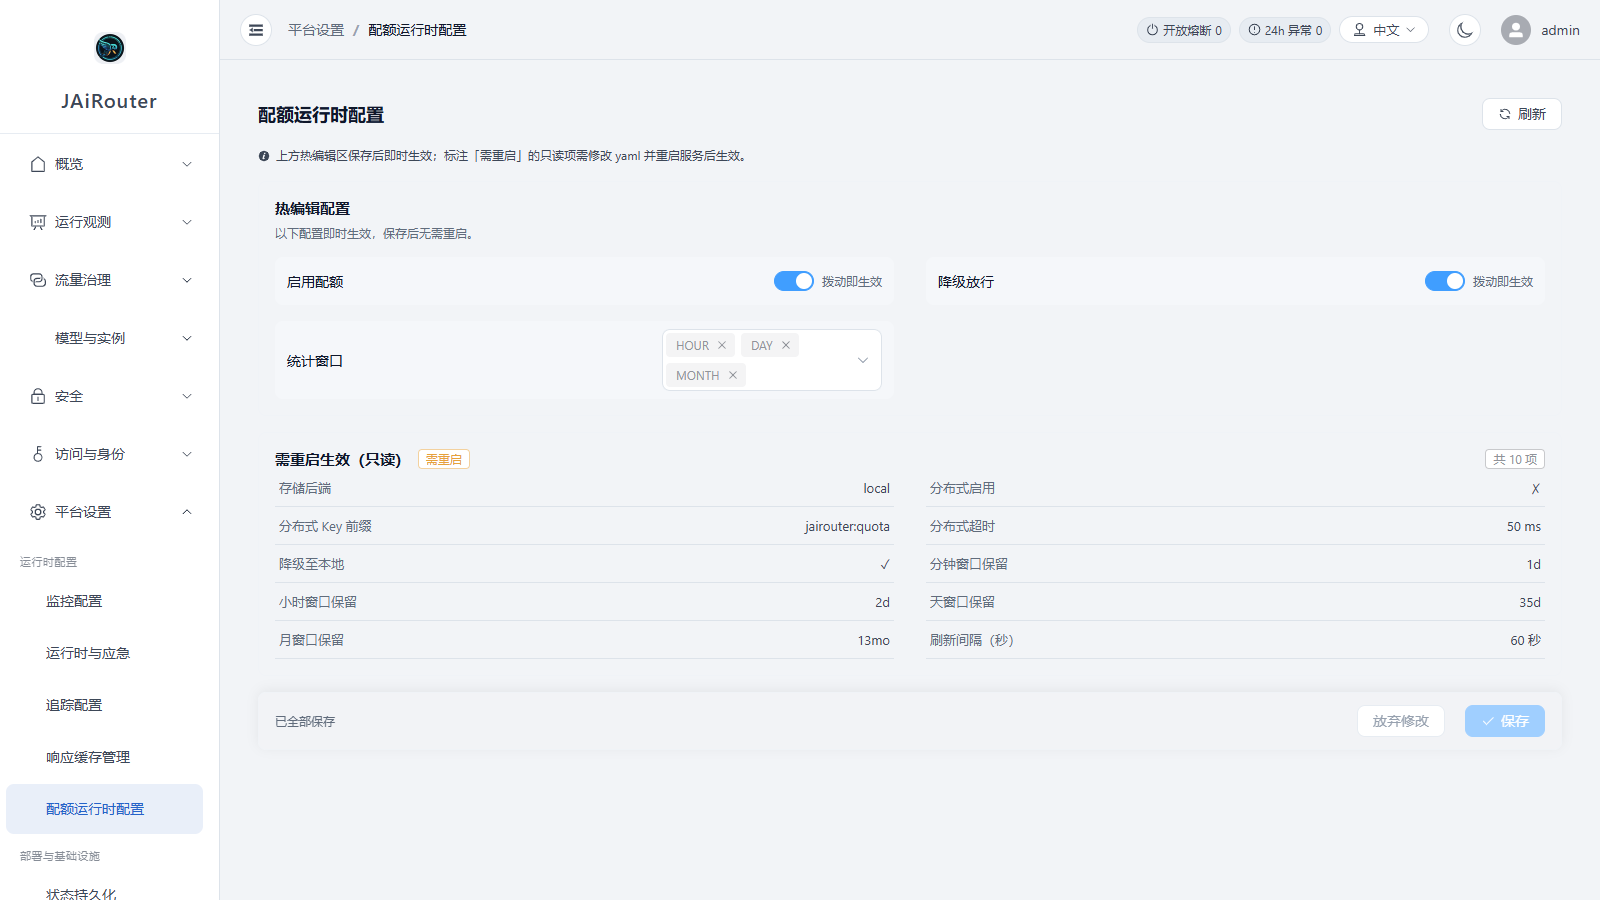 JAiRouter
概览
运行观测
流量治理
模型与实例
安全
访问与身份
平台设置
运行时配置
监控配置
运行时与应急
追踪配置
响应缓存管理
配额运行时配置
部署与基础设施
状态持久化
平台设置 / 配额运行时配置
开放熔断 0
24h 异常 0
中文
admin
配额运行时配置
刷新
上方热编辑区保存后即时生效；标注「需重启」的只读项需修改 yaml 并重启服务后生效。
热编辑配置
以下配置即时生效，保存后无需重启。
启用配额 拨动即生效
降级放行 拨动即生效
统计窗口
HOUR × DAY ×
MONTH ×
需重启生效（只读） 需重启 共 10 项
存储后端 local
分布式启用 ✗
分布式 Key 前缀 jairouter:quota
分布式超时 50 ms
降级至本地 ✓
分钟窗口保留 1d
小时窗口保留 2d
天窗口保留 35d
月窗口保留 13mo
刷新间隔（秒） 60 秒
已全部保存 放弃修改 保存